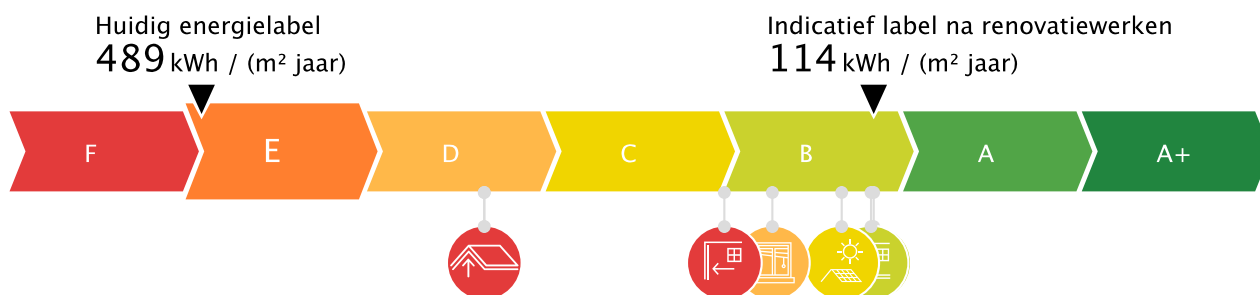 Huidig energielabel
489 kWh / (m² jaar)
Indicatief label na renovatiewerken
114 kWh / (m² jaar)
F E D C B A A+